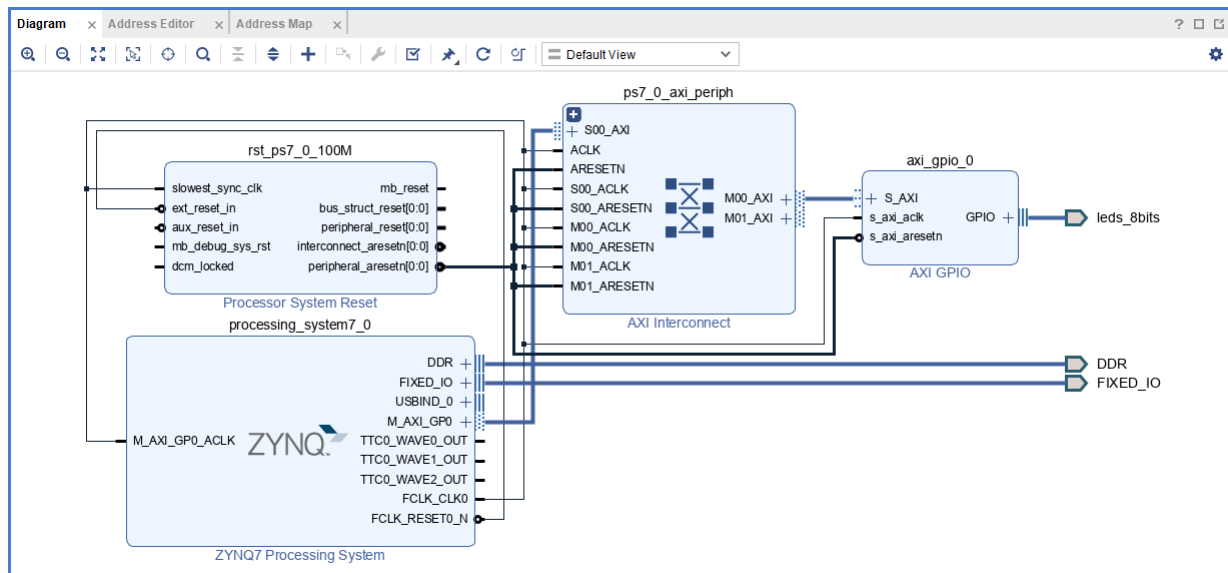 Diagram × Address Editor × Address Map ×
Default View
rst_ps7_0_100M
slowest_sync_clk
ext_reset_in
aux_reset_in
mb_debug_sys_rst
dcm_locked
mb_reset
bus_struct_reset[0:0]
peripheral_reset[0:0]
interconnect_aresetn[0:0]
peripheral_aresetn[0:0]
Processor System Reset
ps7_0_axi_periph
S00_AXI
ACLK
ARESETN
S00_ACLK
S00_ARESETN
M00_ACLK
M00_ARESETN
M01_ACLK
M01_ARESETN
M00_AXI
M01_AXI
AXI Interconnect
axi_gpio_0
S_AXI
s_axi_aclk
s_axi_aresetn
GPIO
AXI GPIO
leds_8bits
processing_system7_0
M_AXI_GP0_ACLK
ZYNQ
DDR
FIXED_IO
USBIND_0
M_AXI_GP0
TTC0_WAVE0_OUT
TTC0_WAVE1_OUT
TTC0_WAVE2_OUT
FCLK_CLK0
FCLK_RESET0_N
ZYNQ7 Processing System
DDR
FIXED_IO